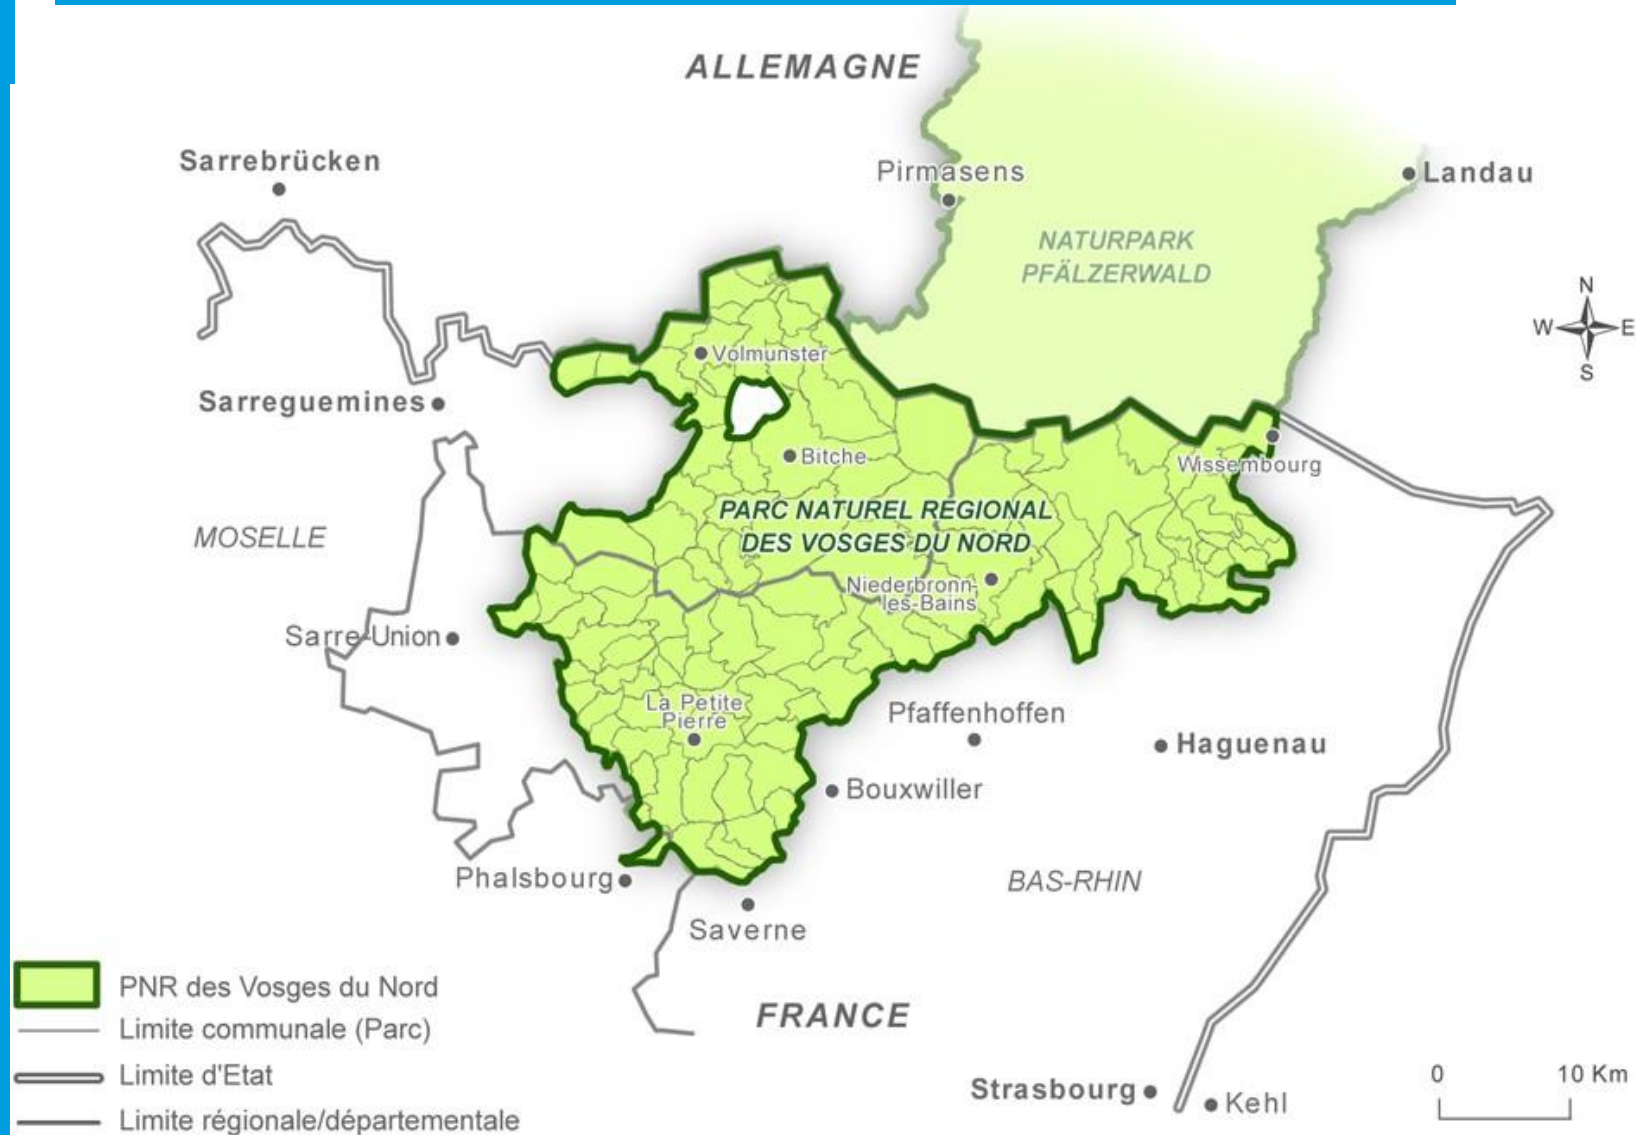 ALLEMAGNE
Sarrebrücken
Pirmasens
Landau
NATURPARK
PFÄLZERWALD
N
W E
S
Volmunster
Sarreguemines
Bitche
Wissembourg
PARC NATUREL REGIONAL
DES VOSGES DU NORD
MOSELLE
Niederbronn-
les-Bains
Sarre-Union
La Petite
Pierre
Pfaffenhoffen
Haguenau
Bouxwiller
Phalsbourg
BAS-RHIN
Saverne
FRANCE
PNR des Vosges du Nord
Limite communale (Parc)
Limite d'Etat
Limite régionale/départementale
Strasbourg
Kehl
0 10 Km